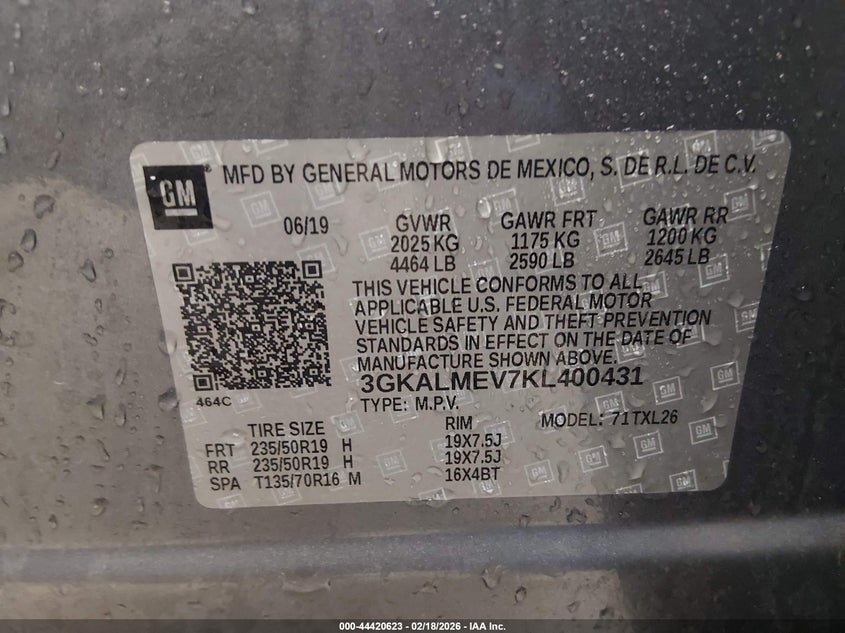 GM
MFD BY GENERAL MOTORS DE MEXICO, S. DE R.L. DE C.V.
06/19 GVWR GAWR FRT GAWR RR
2025 KG 1175 KG 1200 KG
4464 LB 2590 LB 2645 LB
THIS VEHICLE CONFORMS TO ALL
APPLICABLE U.S. FEDERAL MOTOR
VEHICLE SAFETY AND THEFT PREVENTION
STANDARDS IN EFFECT ON THE DATE OF
MANUFACTURE SHOWN ABOVE.
3GKALMEV7KL400431
464C
TYPE: M.P.V. MODEL: 71TXL26
TIRE SIZE RIM
FRT 235/50R19 H 19X7.5J
RR 235/50R19 H 19X7.5J
SPA T135/70R16 M 16X4BT
000-44420623 - 02/18/2026 - IAA Inc.